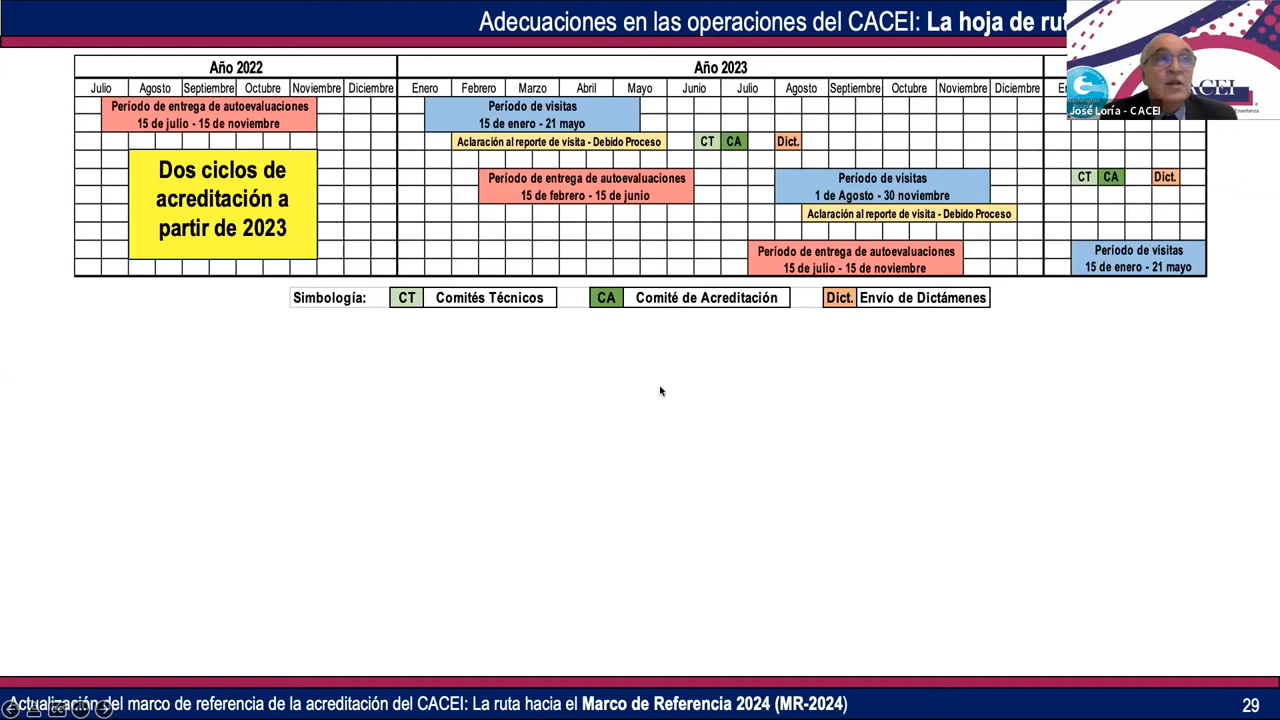 Adecuaciones en las operaciones del CACEI: La hoja de
CACEI
José Loría - CACEI
Año 2022
Año 2023
Julio Agosto Septiembre Octubre Noviembre Diciembre Enero Febrero Marzo Abril Mayo Junio Julio Agosto Septiembre Octubre Noviembre Diciembre
Período de entrega de autoevaluaciones
15 de julio - 15 de noviembre
Período de visitas
15 de enero - 21 mayo
Aclaración al reporte de visita - Debido Proceso
CT CA Dict.
Dos ciclos de
acreditación a
partir de 2023
Período de entrega de autoevaluaciones
15 de febrero - 15 de junio
Período de visitas
1 de Agosto - 30 noviembre
CT CA Dict.
Aclaración al reporte de visita - Debido Proceso
Período de entrega de autoevaluaciones
15 de julio - 15 de noviembre
Período de visitas
15 de enero - 21 mayo
Simbología: CT Comités Técnicos CA Comité de Acreditación Dict. Envío de Dictámenes
Actualización del marco de referencia de la acreditación del CACEI: La ruta hacia el Marco de Referencia 2024 (MR-2024)
29